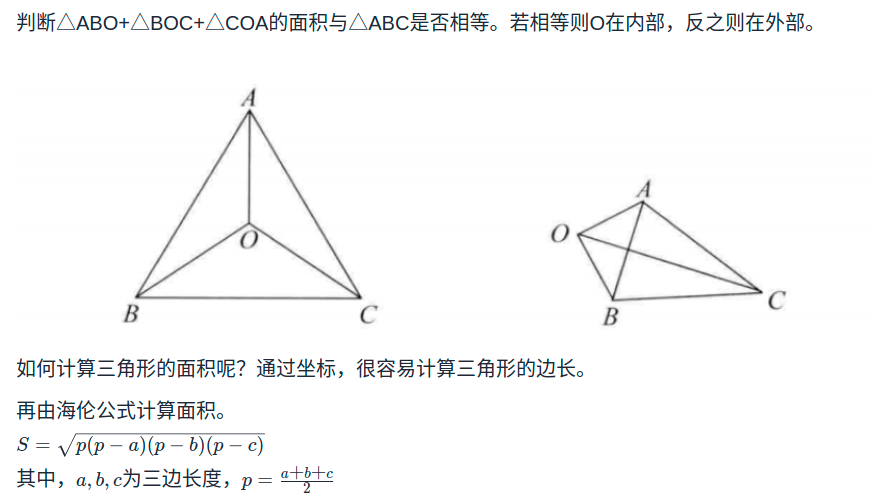 判断△ABO+△BOC+△COA的面积与△ABC是否相等。若相等则O在内部，反之则在外部。
A
O
B
C
A
O
B
C
如何计算三角形的面积呢？通过坐标，很容易计算三角形的边长。
再由海伦公式计算面积。
S = √p(p − a)(p − b)(p − c)
其中，a, b, c为三边长度，p = a+b+c/2